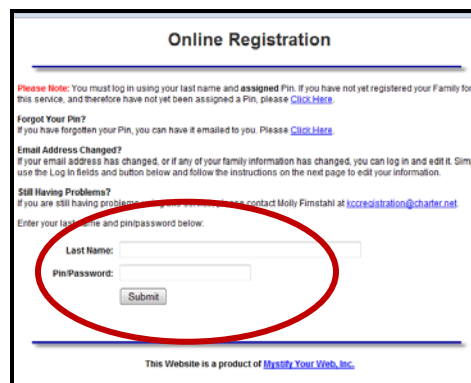 Online Registration
Please Note: You must log in using your last name and assigned Pin. If you have not yet registered your Family for
this service, and therefore have not yet been assigned a Pin, please Click Here.
Forgot Your Pin?
If you have forgotten your Pin, you can have it emailed to you. Please Click Here.
Email Address Changed?
If your email address has changed, or if any of your family information has changed, you can log in and edit it. Sim
use the Log In fields and button below and follow the instructions on the next page to edit your information.
Still Having Problems?
If you are still having problems please contact Molly Firnstahl at kccregistration@charter.net.
Enter your last name and pin/password below:
Last Name:
Pin/Password:
Submit
This Website is a product of Mystify Your Web, Inc.